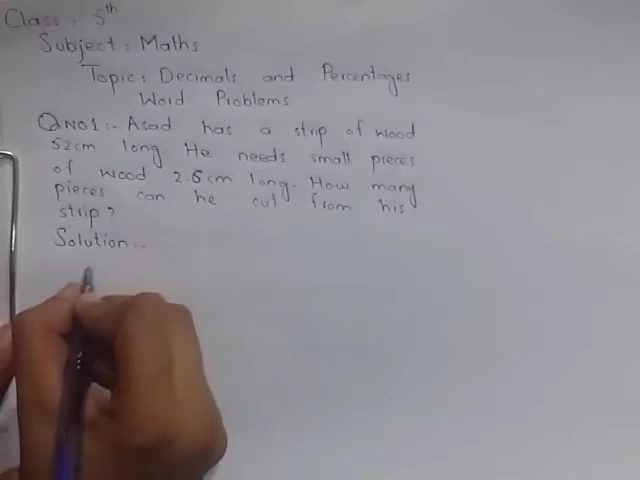 Class : 5th
Subject : Maths
Topic : Decimals and Percentages
Word Problems
QNO1:- Asad has a strip of wood
52cm long. He needs small pieces
of wood 2.6cm long. How many
pieces can he cut from his
strip?
Solution:-